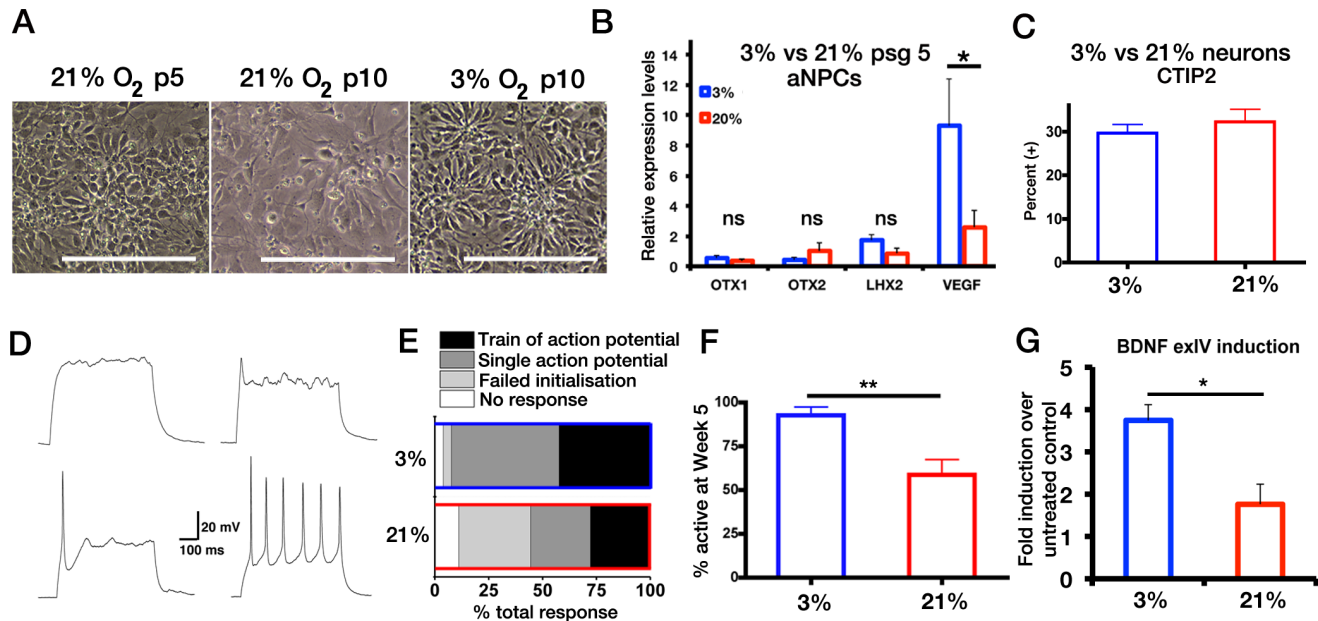 A
21% O2 p5
21% O2 p10
3% O2 p10
B
3% vs 21% psg 5
aNPCs
*
3%
20%
Relative expression levels
14
12
10
8
6
4
2
0
ns
ns
ns
OTX1
OTX2
LHX2
VEGF
C
3% vs 21% neurons
CTIP2
Percent (+)
30
20
10
0
3%
21%
D
20 mV
100 ms
E
Train of action potential
Single action potential
Failed initialisation
No response
3%
21%
0
25
50
75
100
% total response
F
**
% active at Week 5
100
75
50
25
0
3%
21%
G
BDNF exIV induction
*
Fold induction over
untreated control
5
4
3
2
1
0
3%
21%